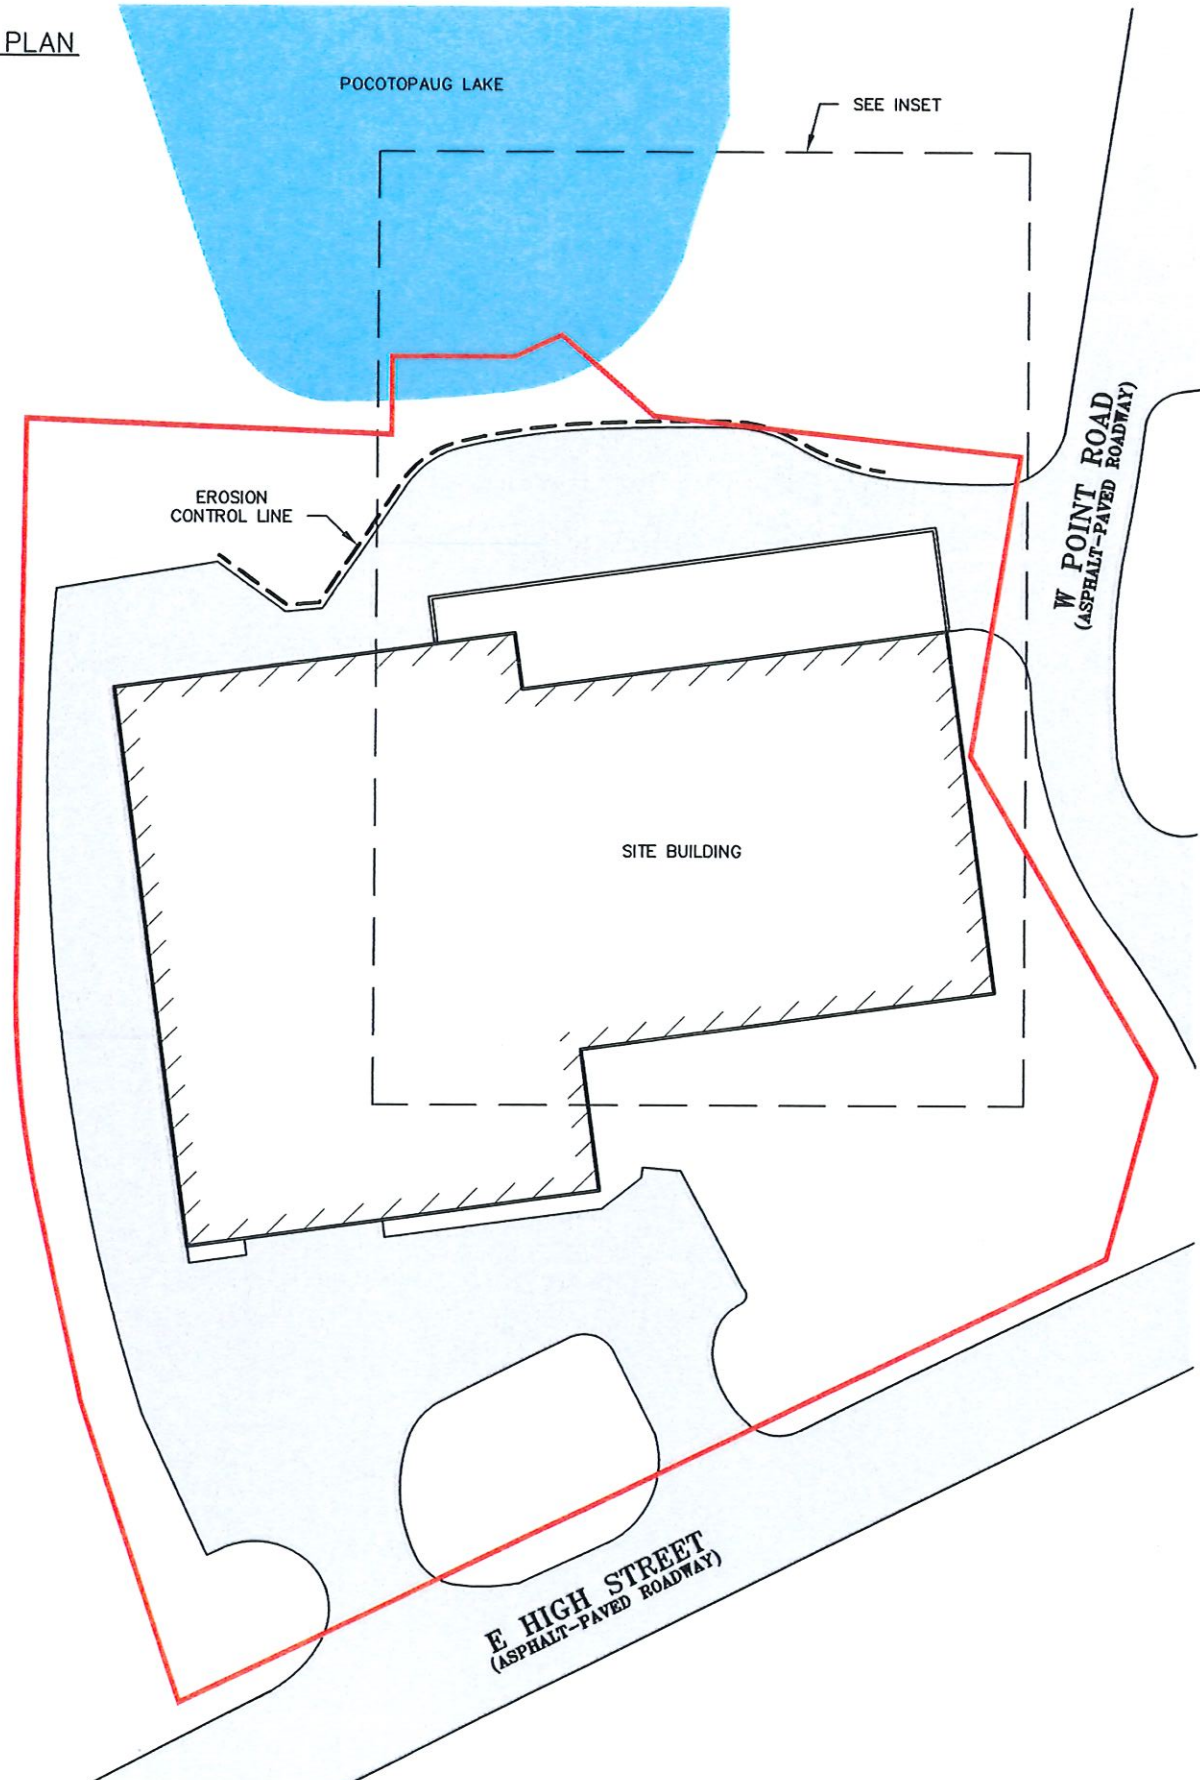 PLAN
POCOTOPAUG LAKE
SEE INSET
EROSION
CONTROL LINE
W POINT ROAD
(ASPHALT-PAVED ROADWAY)
SITE BUILDING
E HIGH STREET
(ASPHALT-PAVED ROADWAY)